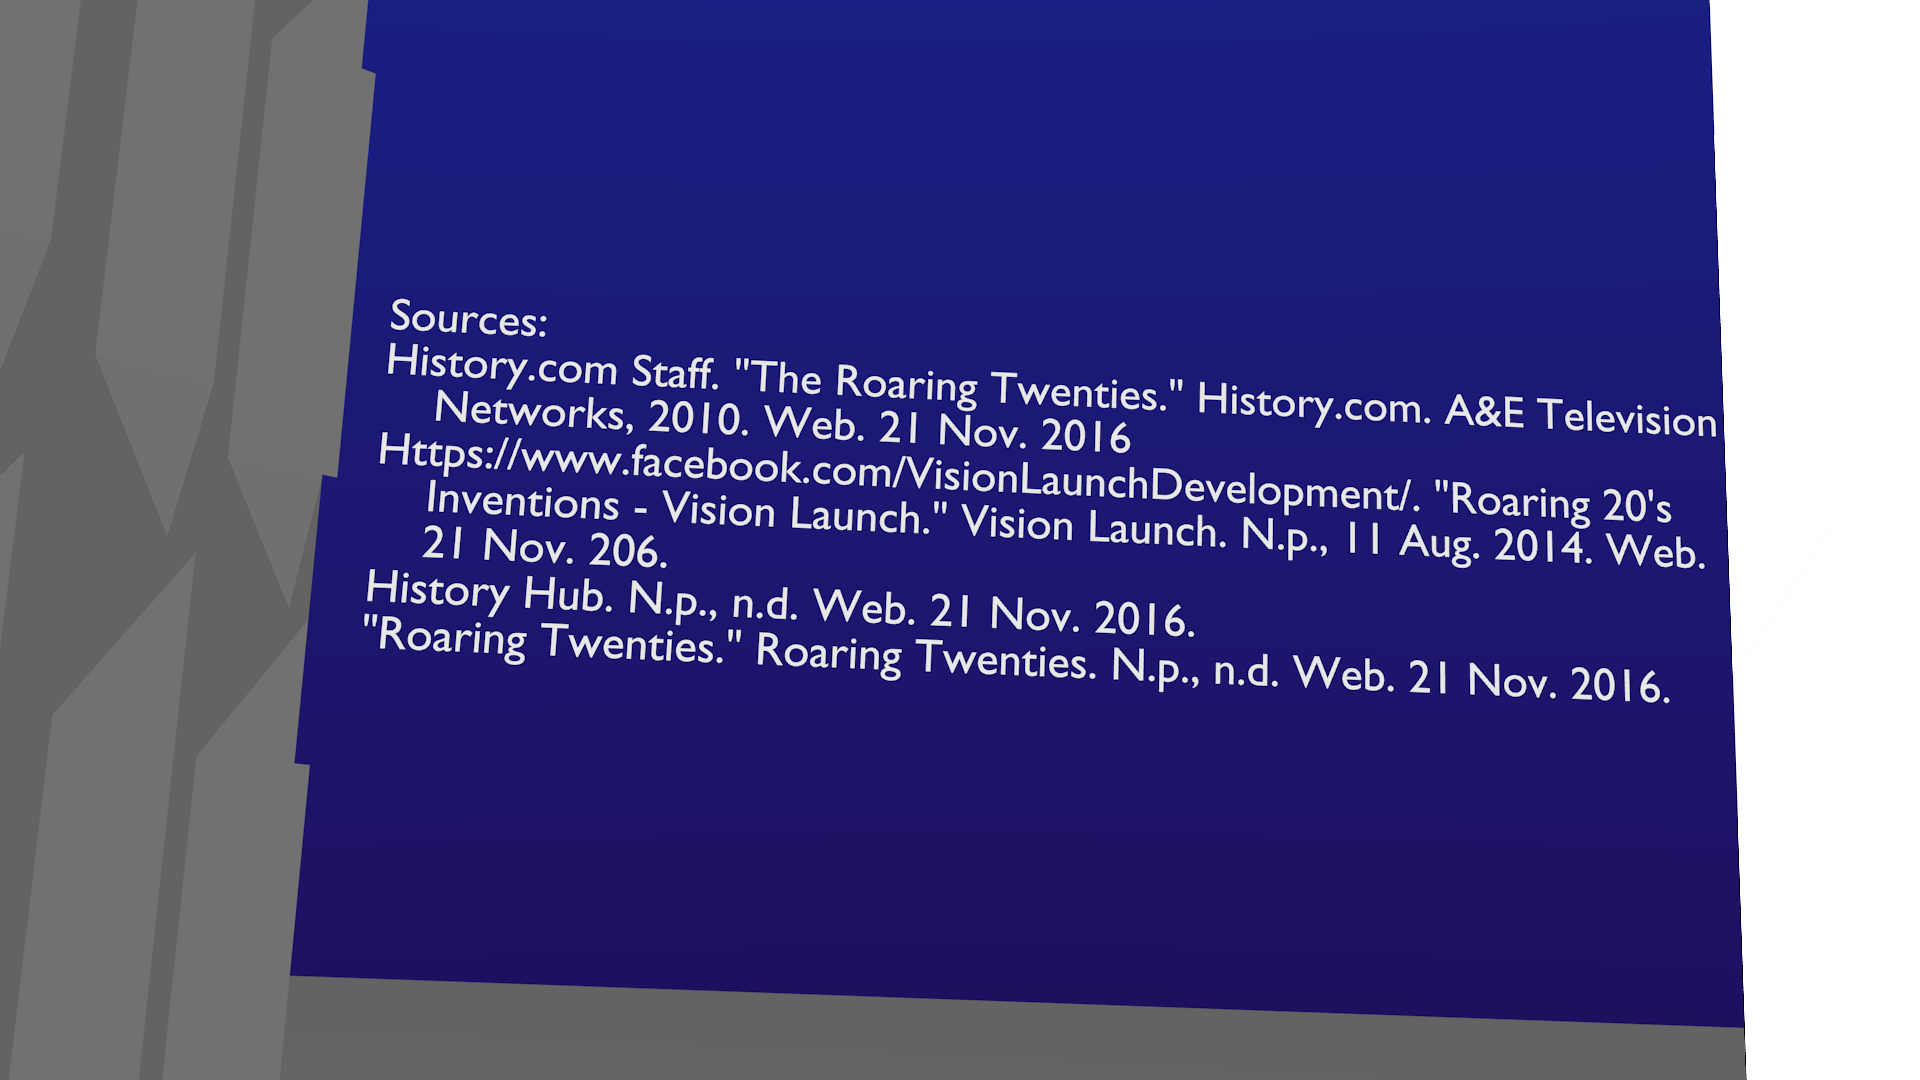 Sources:
History.com Staff. "The Roaring Twenties." History.com. A&E Television
Networks, 2010. Web. 21 Nov. 2016
Https://www.facebook.com/VisionLaunchDevelopment/. "Roaring 20's
Inventions - Vision Launch." Vision Launch. N.p., 11 Aug. 2014. Web.
21 Nov. 206.
History Hub. N.p., n.d. Web. 21 Nov. 2016.
"Roaring Twenties." Roaring Twenties. N.p., n.d. Web. 21 Nov. 2016.